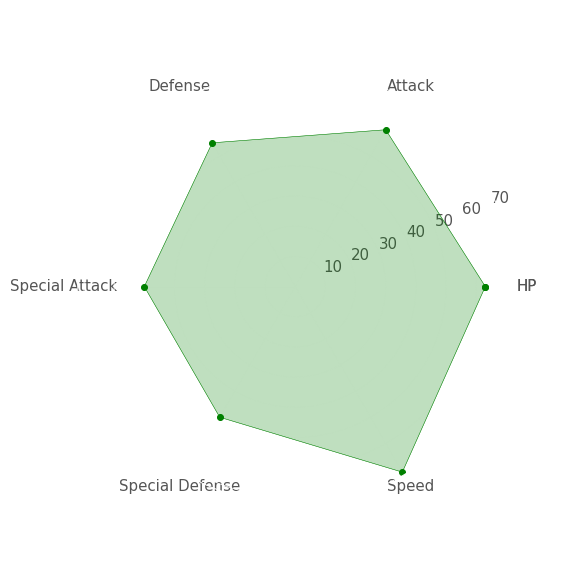 Defense
Attack
70
60
50
40
30
20
10
Special Attack
HP
Special Defense
Speed